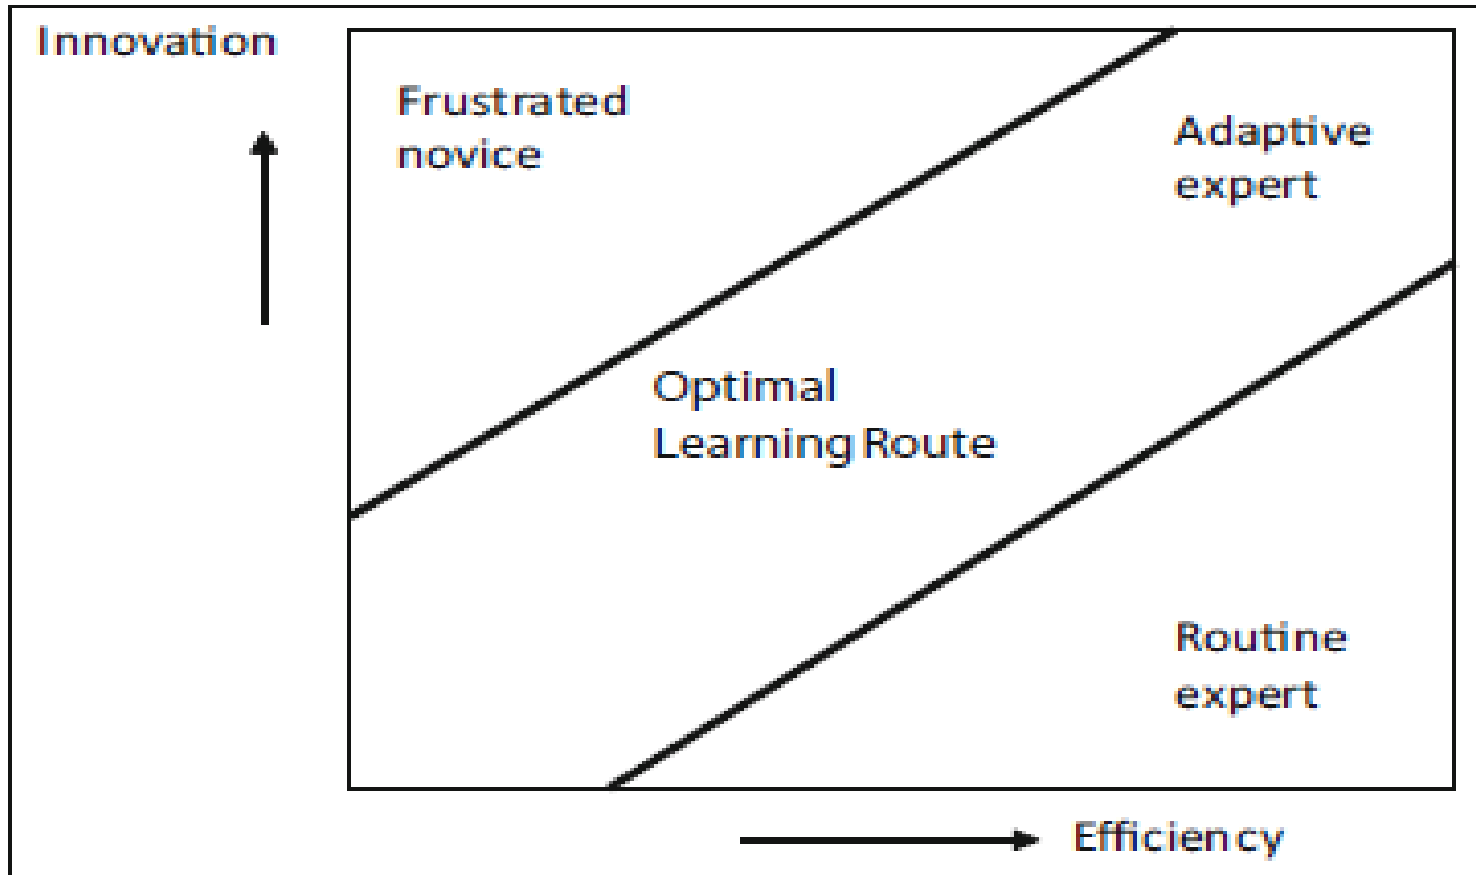 Innovation
Frustrated
novice
Adaptive
expert
Optimal
Learning Route
Routine
expert
Efficiency